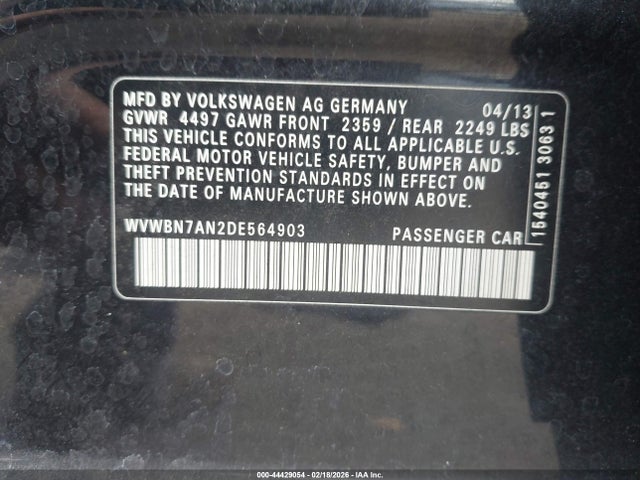 MFD BY VOLKSWAGEN AG GERMANY 04/13
GVWR 4497 GAWR FRONT 2359 / REAR 2249 LBS
THIS VEHICLE CONFORMS TO ALL APPLICABLE U.S.
FEDERAL MOTOR VEHICLE SAFETY, BUMPER AND
THEFT PREVENTION STANDARDS IN EFFECT ON
THE DATE OF MANUFACTURE SHOWN ABOVE.
WVWBN7AN2DE564903 PASSENGER CAR
1540451 3063 1
000-44429054 - 02/18/2026 - IAA Inc.